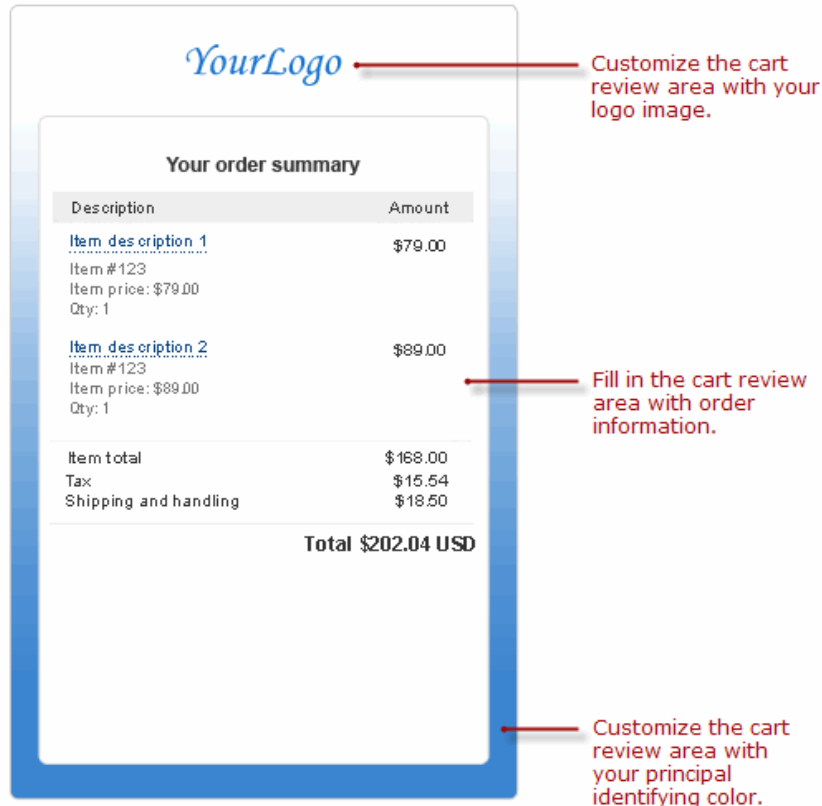 YourLogo
Customize the cart
review area with your
logo image.
Your order summary
Description Amount
Item description 1 $79.00
Item #123
Item price: $79.00
Qty: 1
Item description 2 $89.00
Item #123
Item price: $89.00
Qty: 1
Fill in the cart review
area with order
information.
Item total $168.00
Tax $15.54
Shipping and handling $18.50
Total $202.04 USD
Customize the cart
review area with
your principal
identifying color.